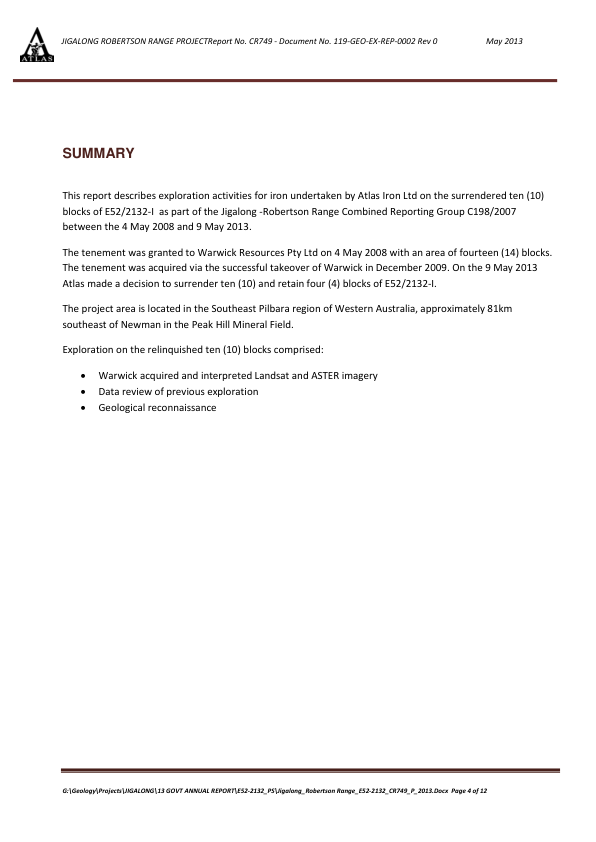 JIGALONG ROBERTSON RANGE PROJECTReport No. CR749 - Document No. 119-GEO-EX-REP-0002 Rev 0 May 2013
ATLAS
SUMMARY
This report describes exploration activities for iron undertaken by Atlas Iron Ltd on the surrendered ten (10)
blocks of E52/2132-I  as part of the Jigalong -Robertson Range Combined Reporting Group C198/2007
between the 4 May 2008 and 9 May 2013.
The tenement was granted to Warwick Resources Pty Ltd on 4 May 2008 with an area of fourteen (14) blocks.
The tenement was acquired via the successful takeover of Warwick in December 2009. On the 9 May 2013
Atlas made a decision to surrender ten (10) and retain four (4) blocks of E52/2132-I.
The project area is located in the Southeast Pilbara region of Western Australia, approximately 81km
southeast of Newman in the Peak Hill Mineral Field.
Exploration on the relinquished ten (10) blocks comprised:
• Warwick acquired and interpreted Landsat and ASTER imagery
• Data review of previous exploration
• Geological reconnaissance
G:\Geology\Projects\JIGALONG\13 GOVT ANNUAL REPORT\E52-2132_PS\Jigalong_Robertson Range_E52-2132_CR749_P_2013.Docx  Page 4 of 12